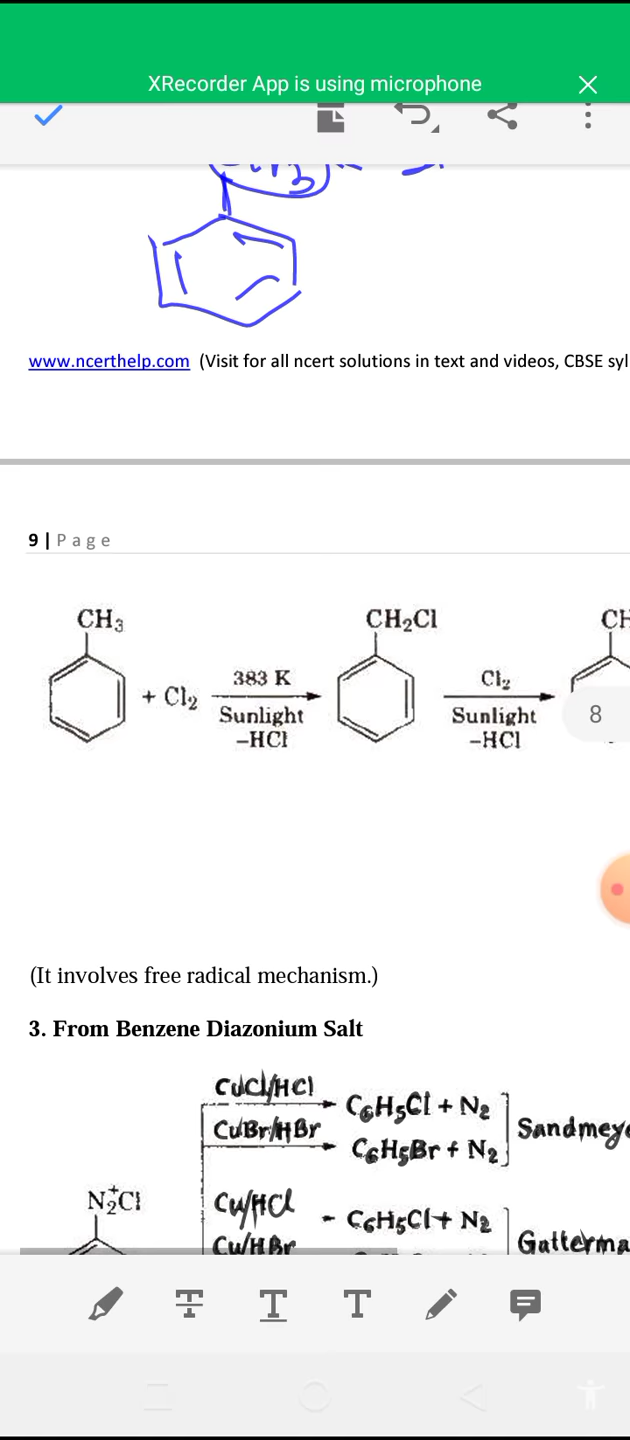 XRecorder App is using microphone
www.ncerthelp.com (Visit for all ncert solutions in text and videos, CBSE syl
9 | Page
CH₃
CH₂Cl
CH
+ Cl₂
383 K
Sunlight
–HCl
Cl₂
Sunlight
–HCl
8
(It involves free radical mechanism.)
3. From Benzene Diazonium Salt
CuCl/HCl
C₆H₅Cl + N₂
CuBr/HBr
C₆H₅Br + N₂
Sandmeye
N₂⁺Cl
Cu/HCl
C₆H₅Cl + N₂
Cu/HBr
Gatterma